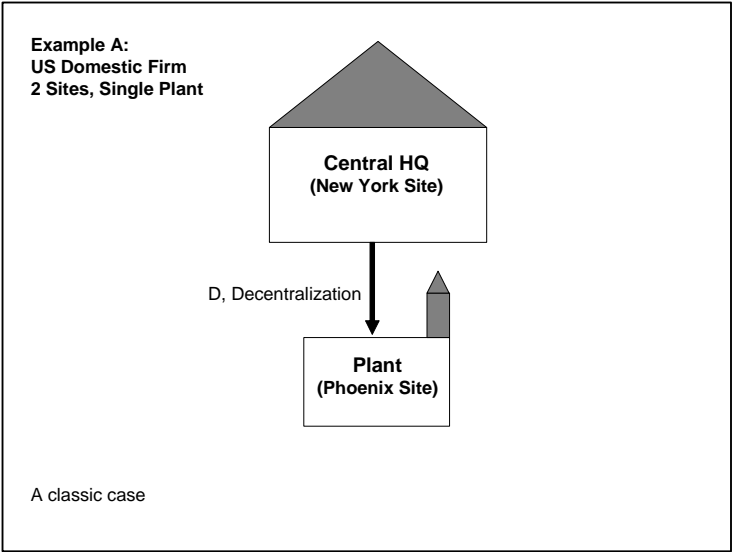 Example A:
US Domestic Firm
2 Sites, Single Plant
Central HQ
(New York Site)
D, Decentralization
Plant
(Phoenix Site)
A classic case